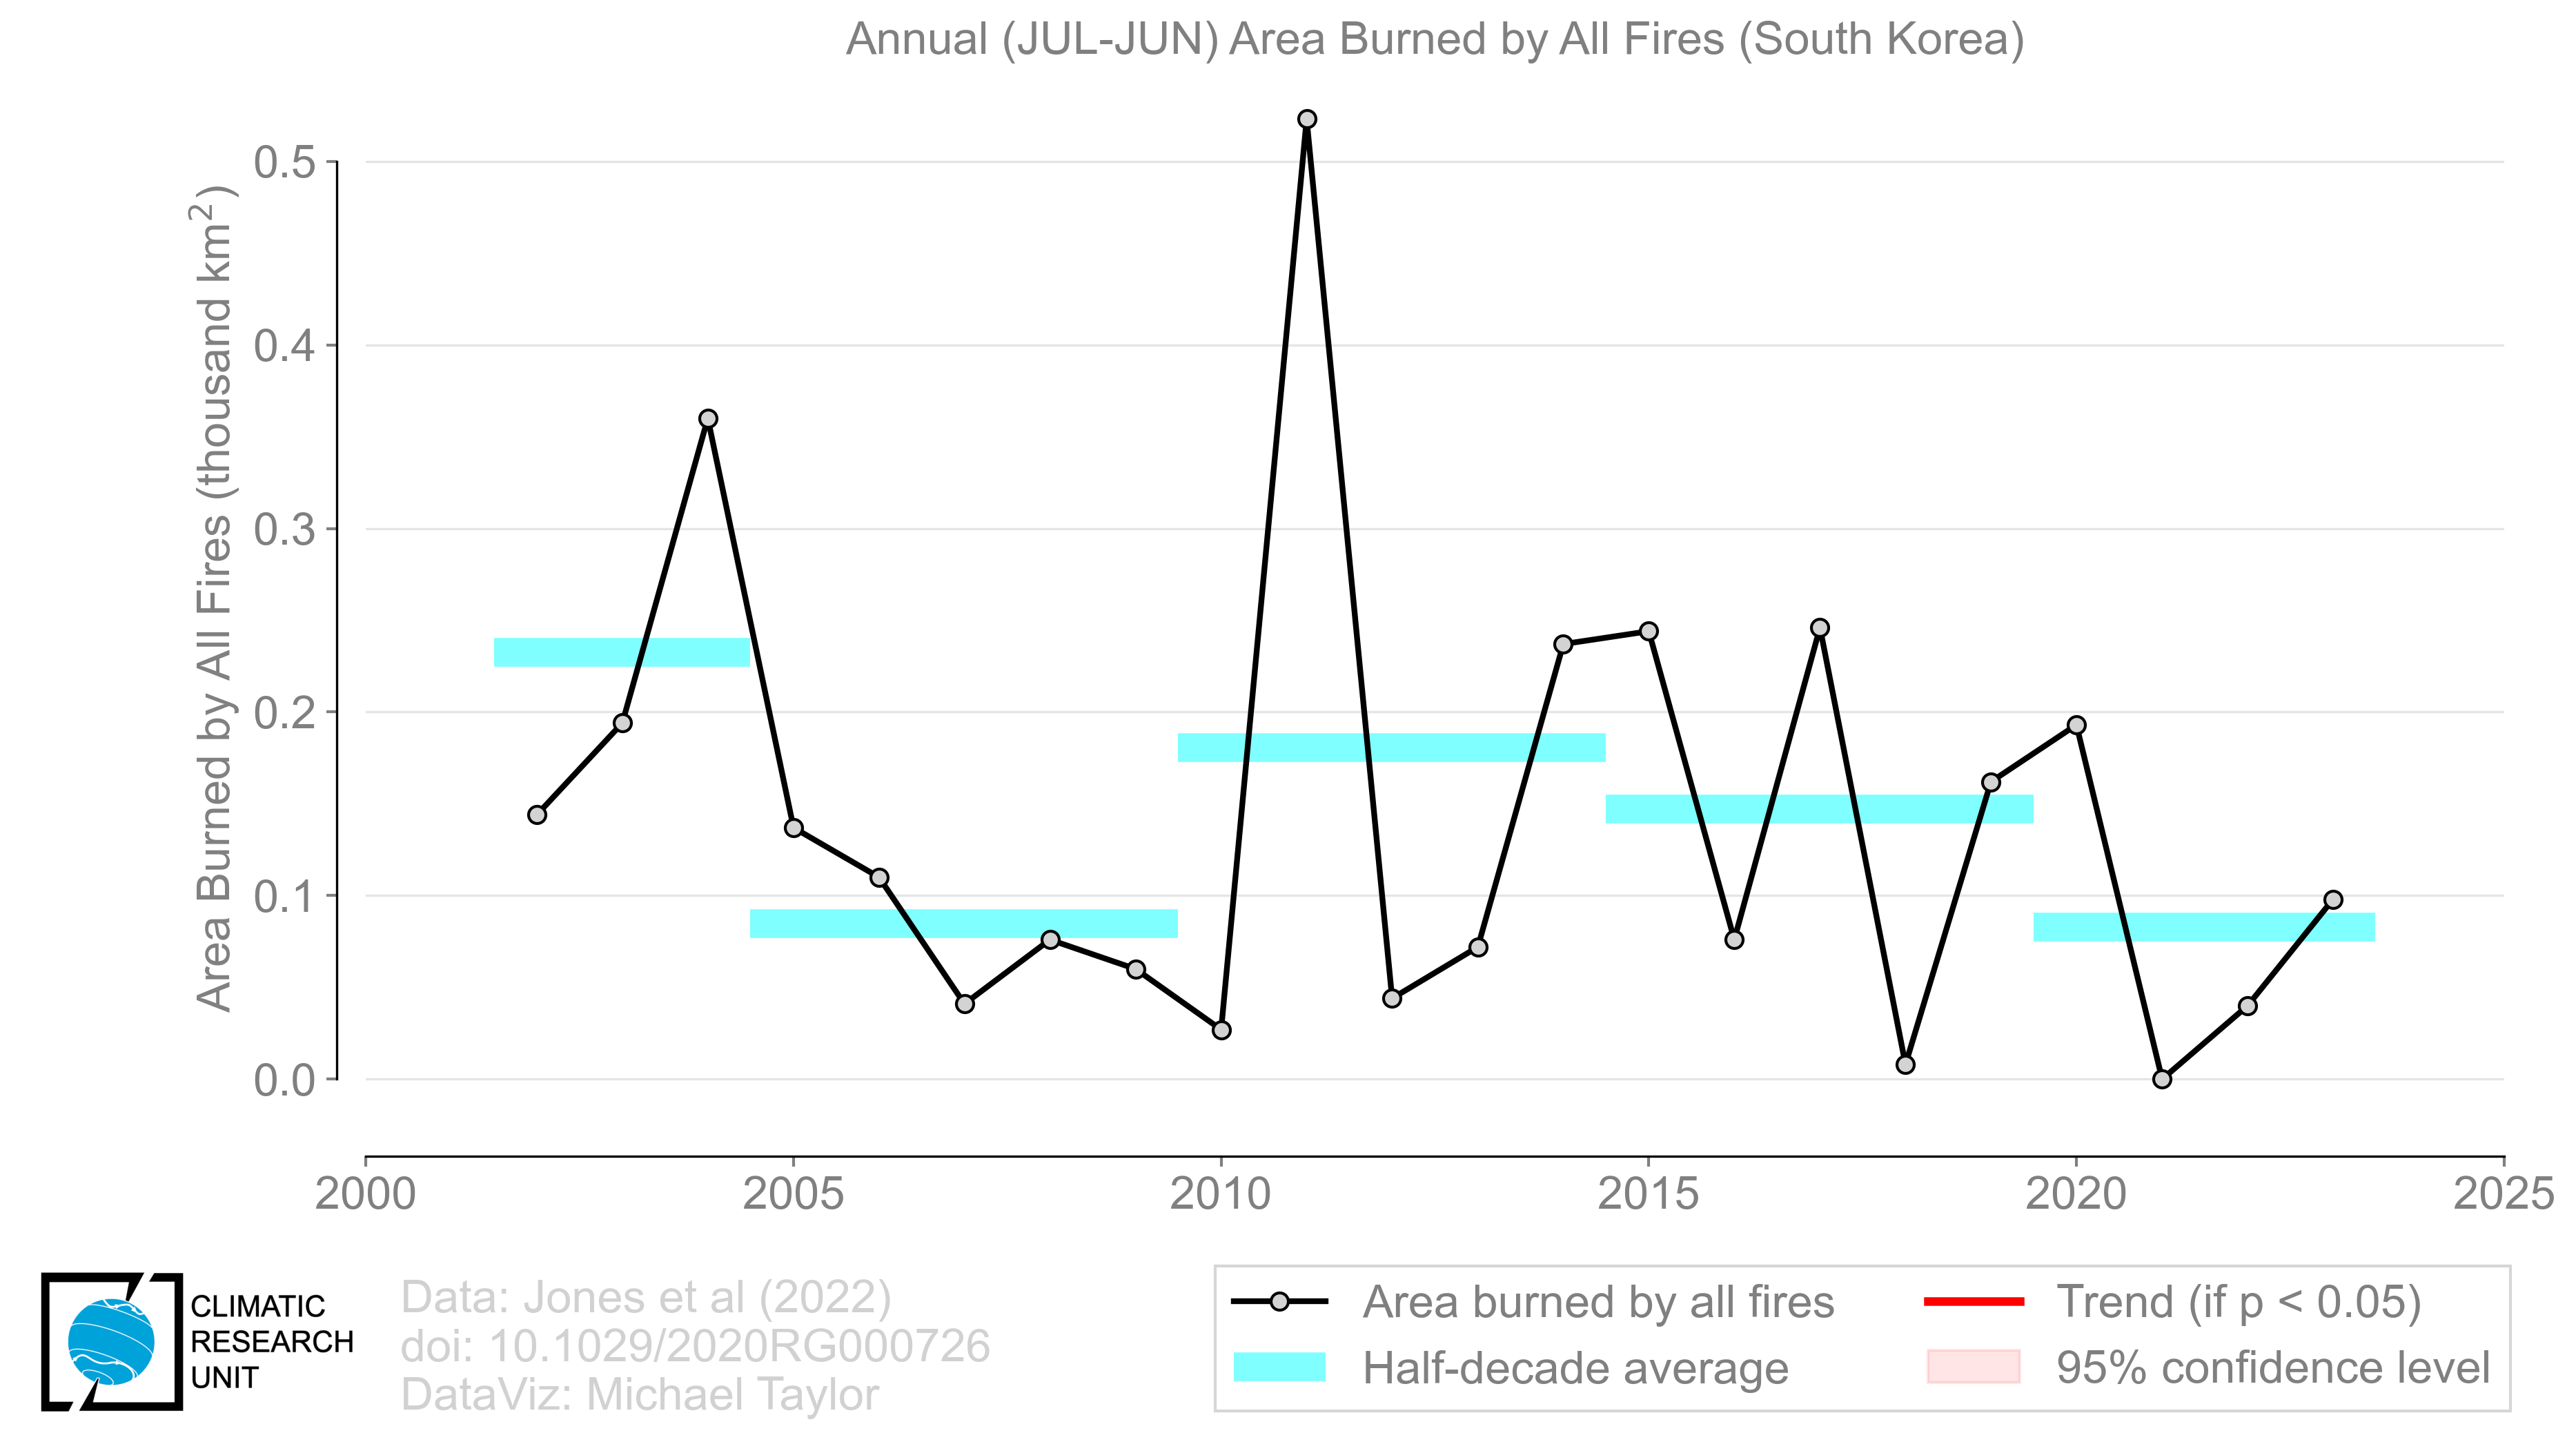 Annual (JUL-JUN) Area Burned by All Fires (South Korea)
Area Burned by All Fires (thousand km²)
0.5
0.4
0.3
0.2
0.1
0.0
2000 2005 2010 2015 2020 2025
CLIMATIC
RESEARCH
UNIT
Data: Jones et al (2022)
doi: 10.1029/2020RG000726
DataViz: Michael Taylor
Area burned by all fires
Half-decade average
Trend (if p < 0.05)
95% confidence level